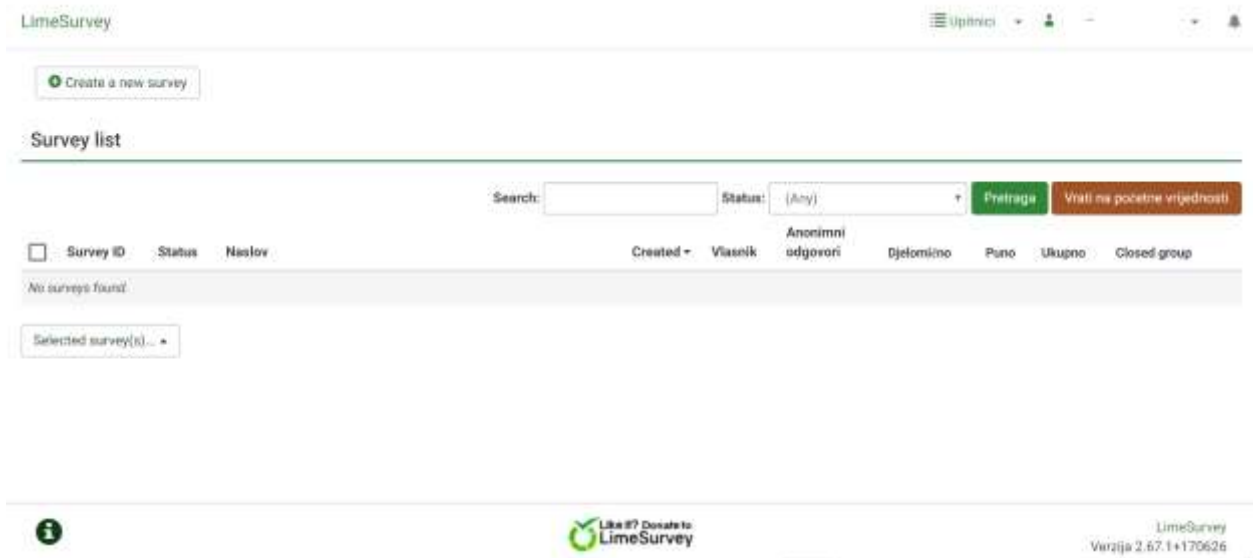 LimeSurvey Upitnici
Create a new survey
Survey list
Search: Status: (Any) Pretraga Vrati na početne vrijednosti
Survey ID Status Naslov Created Vlasnik Anonimni odgovori Djelomično Puno Ukupno Closed group
No surveys found.
Selected survey(s)...
Like it? Donate to
LimeSurvey
LimeSurvey
Verzija 2.67.1+170626